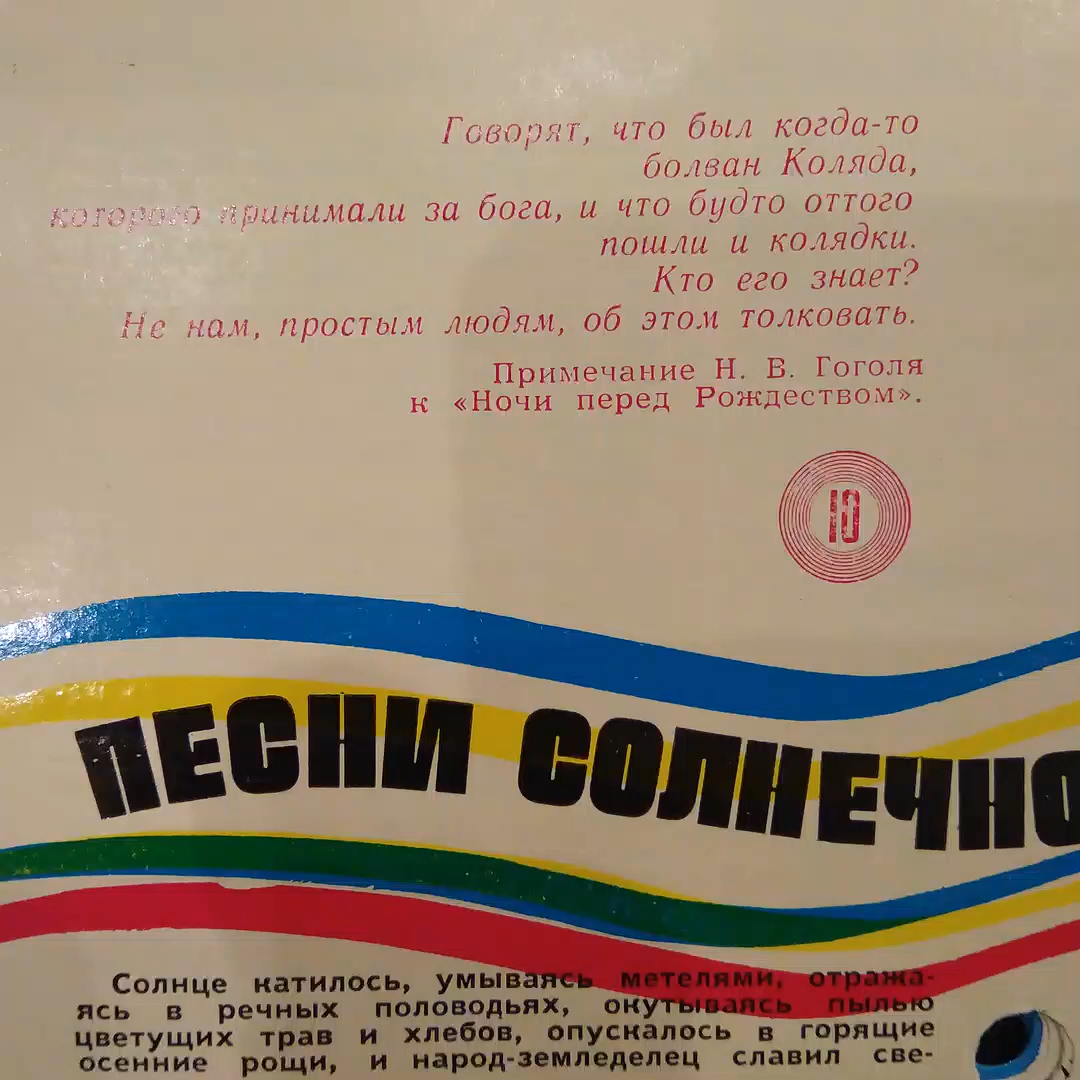 Говорят, что был когда-то
болван Коляда,
которого принимали за бога, и что будто оттого
пошли и колядки.
Кто его знает?
Не нам, простым людям, об этом толковать.
Примечание Н. В. Гоголя
к «Ночи перед Рождеством».
Ю
ПЕСНИ СОЛНЕЧНО
Солнце катилось, умываясь метелями, отража-
ясь в речных половодьях, окутываясь пылью
цветущих трав и хлебов, опускалось в горящие
осенние рощи, и народ-земледелец славил све-